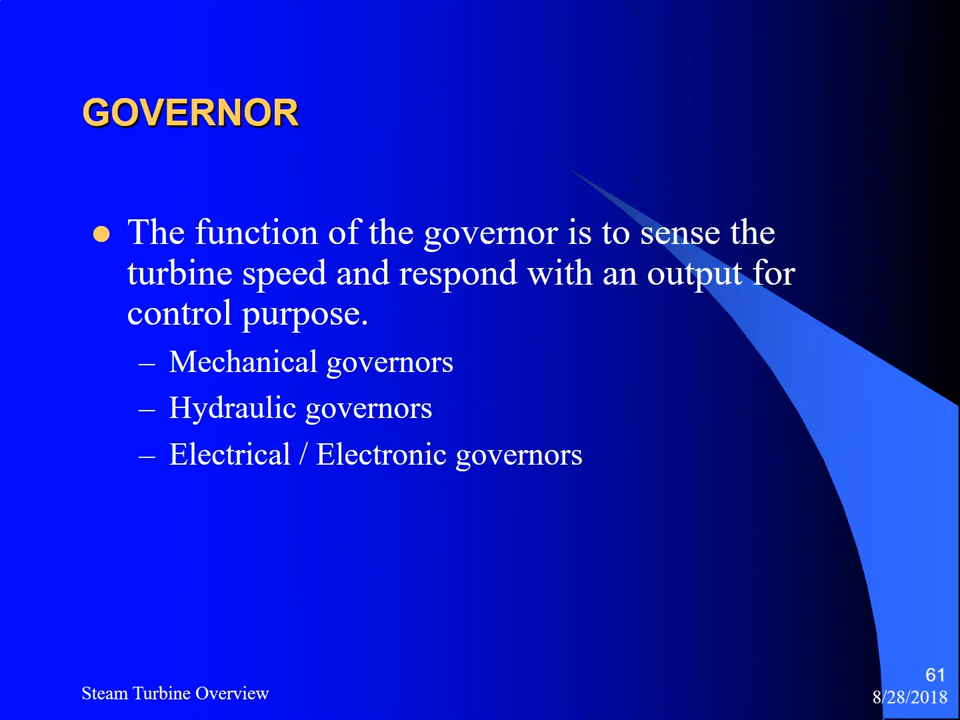 GOVERNOR
● The function of the governor is to sense the
turbine speed and respond with an output for
control purpose.
– Mechanical governors
– Hydraulic governors
– Electrical / Electronic governors
61
Steam Turbine Overview
8/28/2018